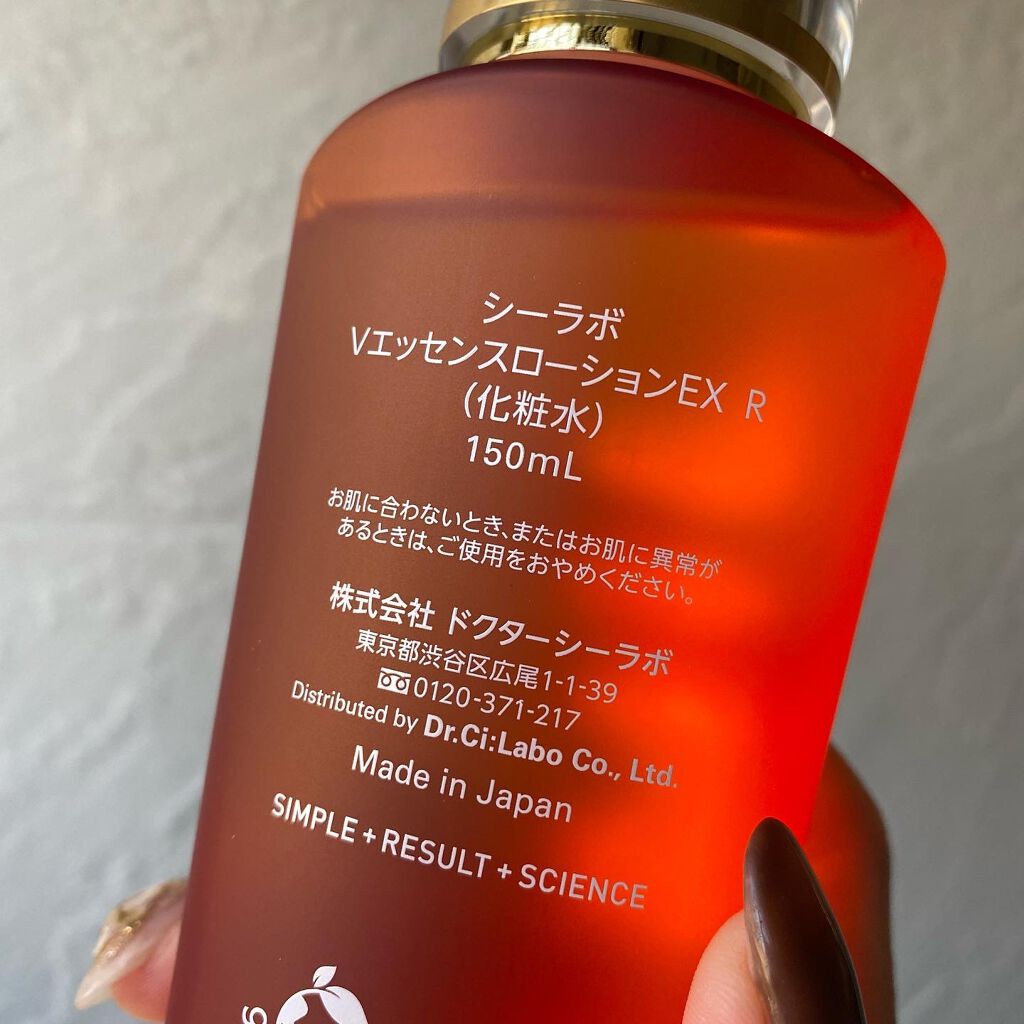 シーラボ
VエッセンスローションEX R
(化粧水)
150mL
お肌に合わないとき、またはお肌に異常が
あるときは、ご使用をおやめください。
株式会社 ドクターシーラボ
東京都渋谷区広尾1-1-39
0120-371-217
Distributed by Dr.Ci:Labo Co., Ltd.
Made in Japan
SIMPLE + RESULT + SCIENCE